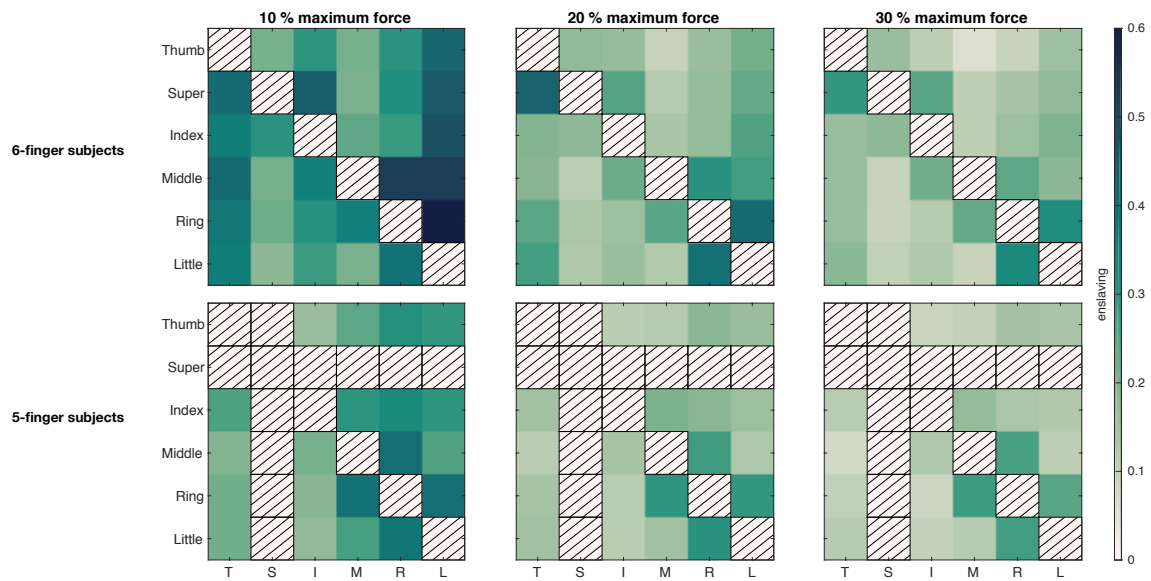 10 % maximum force
20 % maximum force
30 % maximum force
6-finger subjects
Thumb
Super
Index
Middle
Ring
Little
5-finger subjects
Thumb
Super
Index
Middle
Ring
Little
T S I M R L
T S I M R L
T S I M R L
0.6
0.5
0.4
0.3
0.2
0.1
0
enslaving